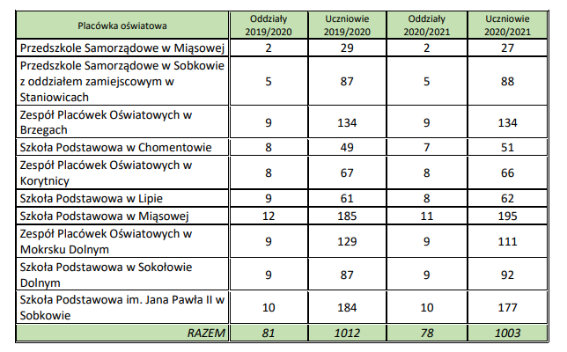 Placówka oświatowa Oddziały 2019/2020 Uczniowie 2019/2020 Oddziały 2020/2021 Uczniowie 2020/2021
Przedszkole Samorządowe w Miąsowej 2 29 2 27
Przedszkole Samorządowe w Sobkowie
z oddziałem zamiejscowym w 5 87 5 88
Staniowicach
Zespół Placówek Oświatowych w 9 134 9 134
Brzegach
Szkoła Podstawowa w Chomentowie 8 49 7 51
Zespół Placówek Oświatowych w 8 67 8 66
Korytnicy
Szkoła Podstawowa w Lipie 9 61 8 62
Szkoła Podstawowa w Miąsowej 12 185 11 195
Zespół Placówek Oświatowych w 9 129 9 111
Mokrsku Dolnym
Szkoła Podstawowa w Sokołowie 9 87 9 92
Dolnym
Szkoła Podstawowa im. Jana Pawła II w 10 184 10 177
Sobkowie
RAZEM 81 1012 78 1003